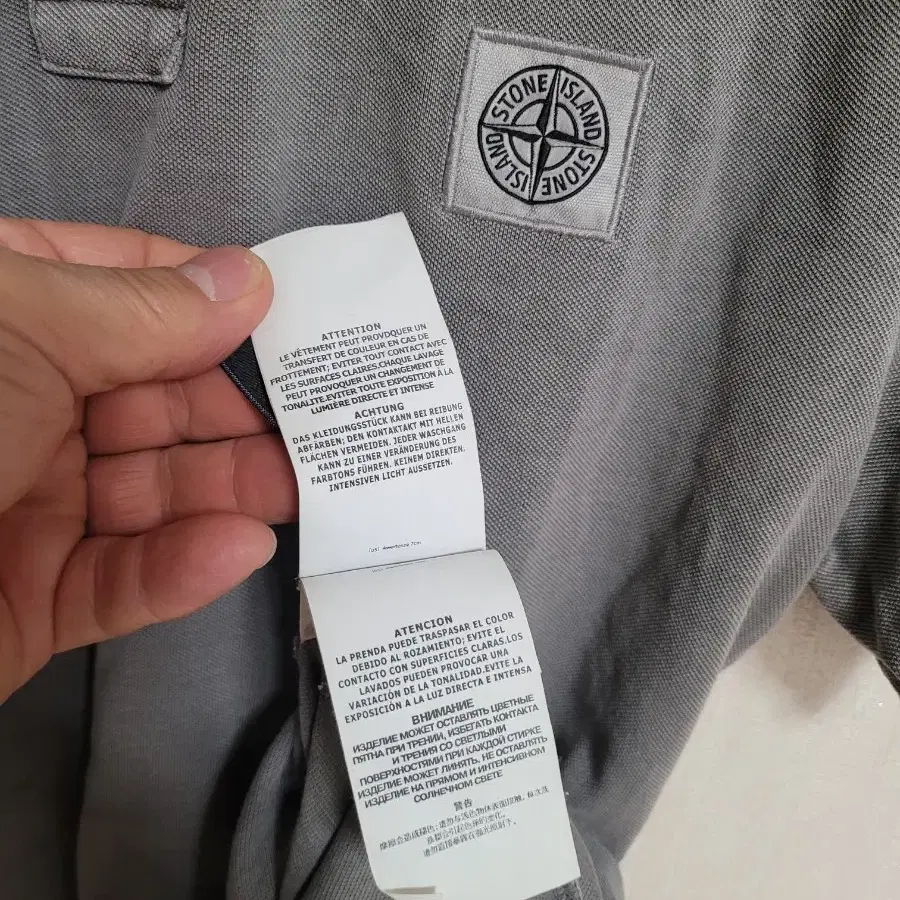 STONE ISLAND
STONE ISLAND
ATTENTION
LE VÊTEMENT PEUT PROVDQUER UN
TRANSFERT DE COULEUR EN CAS DE
FROTTEMENT; EVITER TOUT CONTACT AVEC
LES SURFACES CLAIRES.CHAQUE LAVAGE
PEUT PROVOQUER UN CHANGEMENT DE
TONALITE.EVITER TOUTE EXPOSITION A LA
LUMIÈRE DIRECTE ET INTENSE
ACHTUNG
DAS KLEIDUNGSSTÜCK KANN BEI REIBUNG
ABFÄRBEN; DEN KONTAKTAKT MIT HELLEN
FLÄCHEN VERMEIDEN. JEDER WASCHGANG
KANN ZU EINER VERÄNDERUNG DES
FARBTONS FÜHREN. KEINEM DIREKTEN,
INTENSIVEN LICHT AUSSETZEN.
ATENCION
LA PRENDA PUEDE TRASPASAR EL COLOR
DEBIDO AL ROZAMIENTO; EVITE EL
CONTACTO CON SUPERFICIES CLARAS.LOS
LAVADOS PUEDEN PROVOCAR UNA
VARIACIÓN DE LA TONALIDAD.EVITE LA
EXPOSICIÓN A LA LUZ DIRECTA E INTENSA
ВНИМАНИЕ
ИЗДЕЛИЕ МОЖЕТ ОСТАВЛЯТЬ ЦВЕТНЫЕ
ПЯТНА ПРИ ТРЕНИИ, ИЗБЕГАТЬ КОНТАКТА
И ТРЕНИЯ СО СВЕТЛЫМИ
ПОВЕРХНОСТЯМИ ПРИ КАЖДОЙ СТИРКЕ
ИЗДЕЛИЕ МОЖЕТ ЛИНЯТЬ. НЕ ОСТАВЛЯТЬ
ИЗДЕЛИЕ НА ПРЯМОМ И ИНТЕНСИВНОМ
СОЛНЕЧНОМ СВЕТЕ
警告